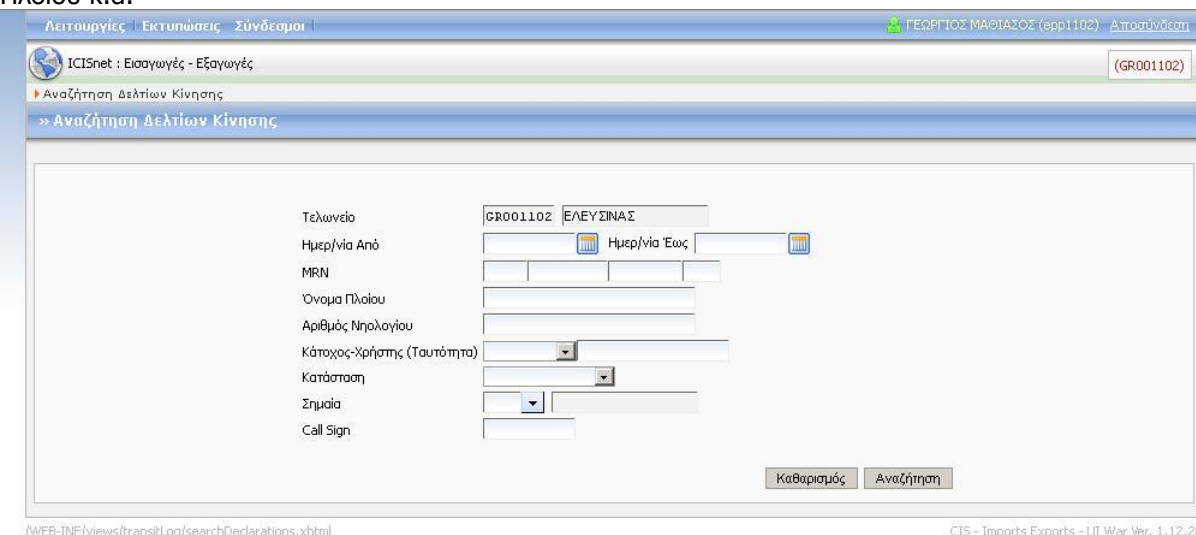 Πλοίου κ.α.
Λειτουργίες Εκτυπώσεις Σύνδεσμοι ΓΕΩΡΓΙΟΣ ΜΑΘΙΑΣΟΣ (epp1102) Αποσύνδεση
ICISnet : Εισαγωγές - Εξαγωγές (GR001102)
Αναζήτηση Δελτίων Κίνησης
» Αναζήτηση Δελτίων Κίνησης
Τελωνείο GR001102 ΕΛΕΥΣΙΝΑΣ
Ημερ/νία Από Ημερ/νία Έως
MRN
Όνομα Πλοίου
Αριθμός Νηολογίου
Κάτοχος-Χρήστης (Ταυτότητα)
Κατάσταση
Σημαία
Call Sign
Καθαρισμός Αναζήτηση
/WEB-INF/views/transitLog/searchDeclarations.xhtml CIS - Imports Exports - UI War Ver. 1.12.2